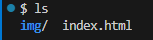 $ ls
img/  index.html